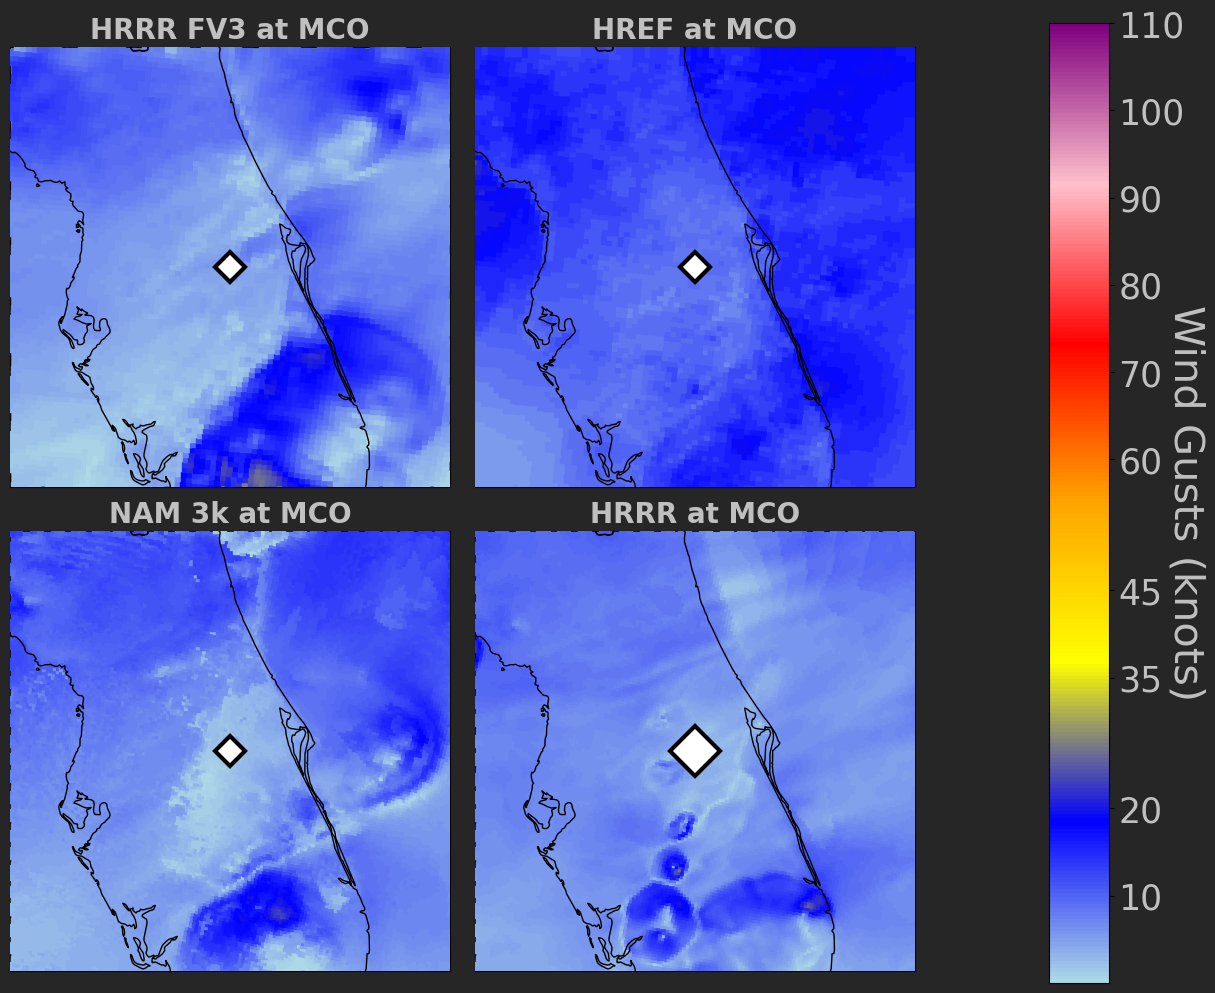 HRRR FV3 at MCO
HREF at MCO
NAM 3k at MCO
HRRR at MCO
110
100
90
80
70
60
45
35
20
10
Wind Gusts (knots)